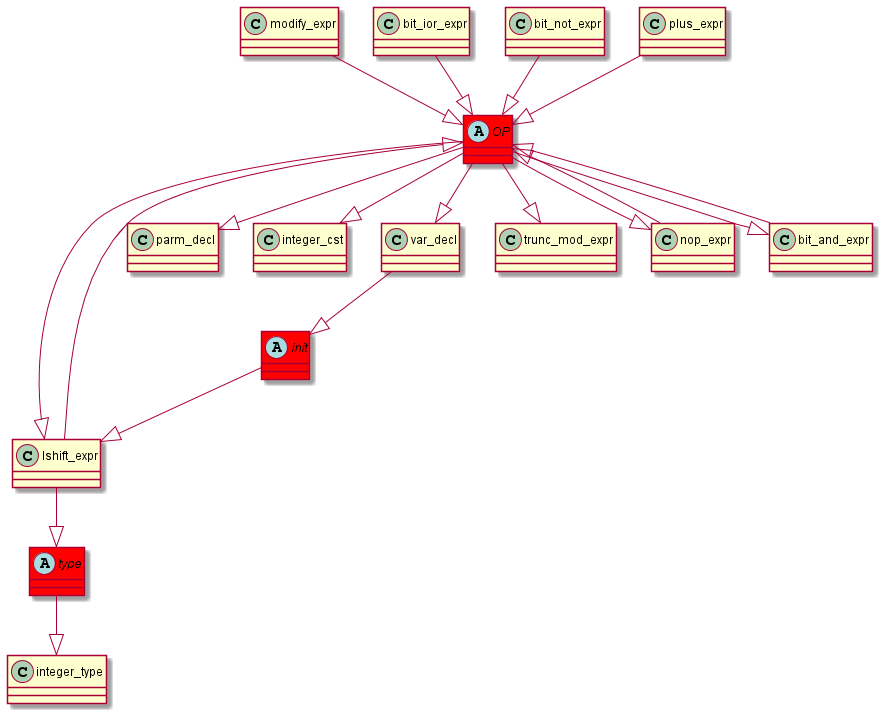 C modify_expr
C bit_ior_expr
C bit_not_expr
C plus_expr
A OP
C parm_decl
C integer_cst
C var_decl
C trunc_mod_expr
C nop_expr
C bit_and_expr
A init
C lshift_expr
A type
C integer_type